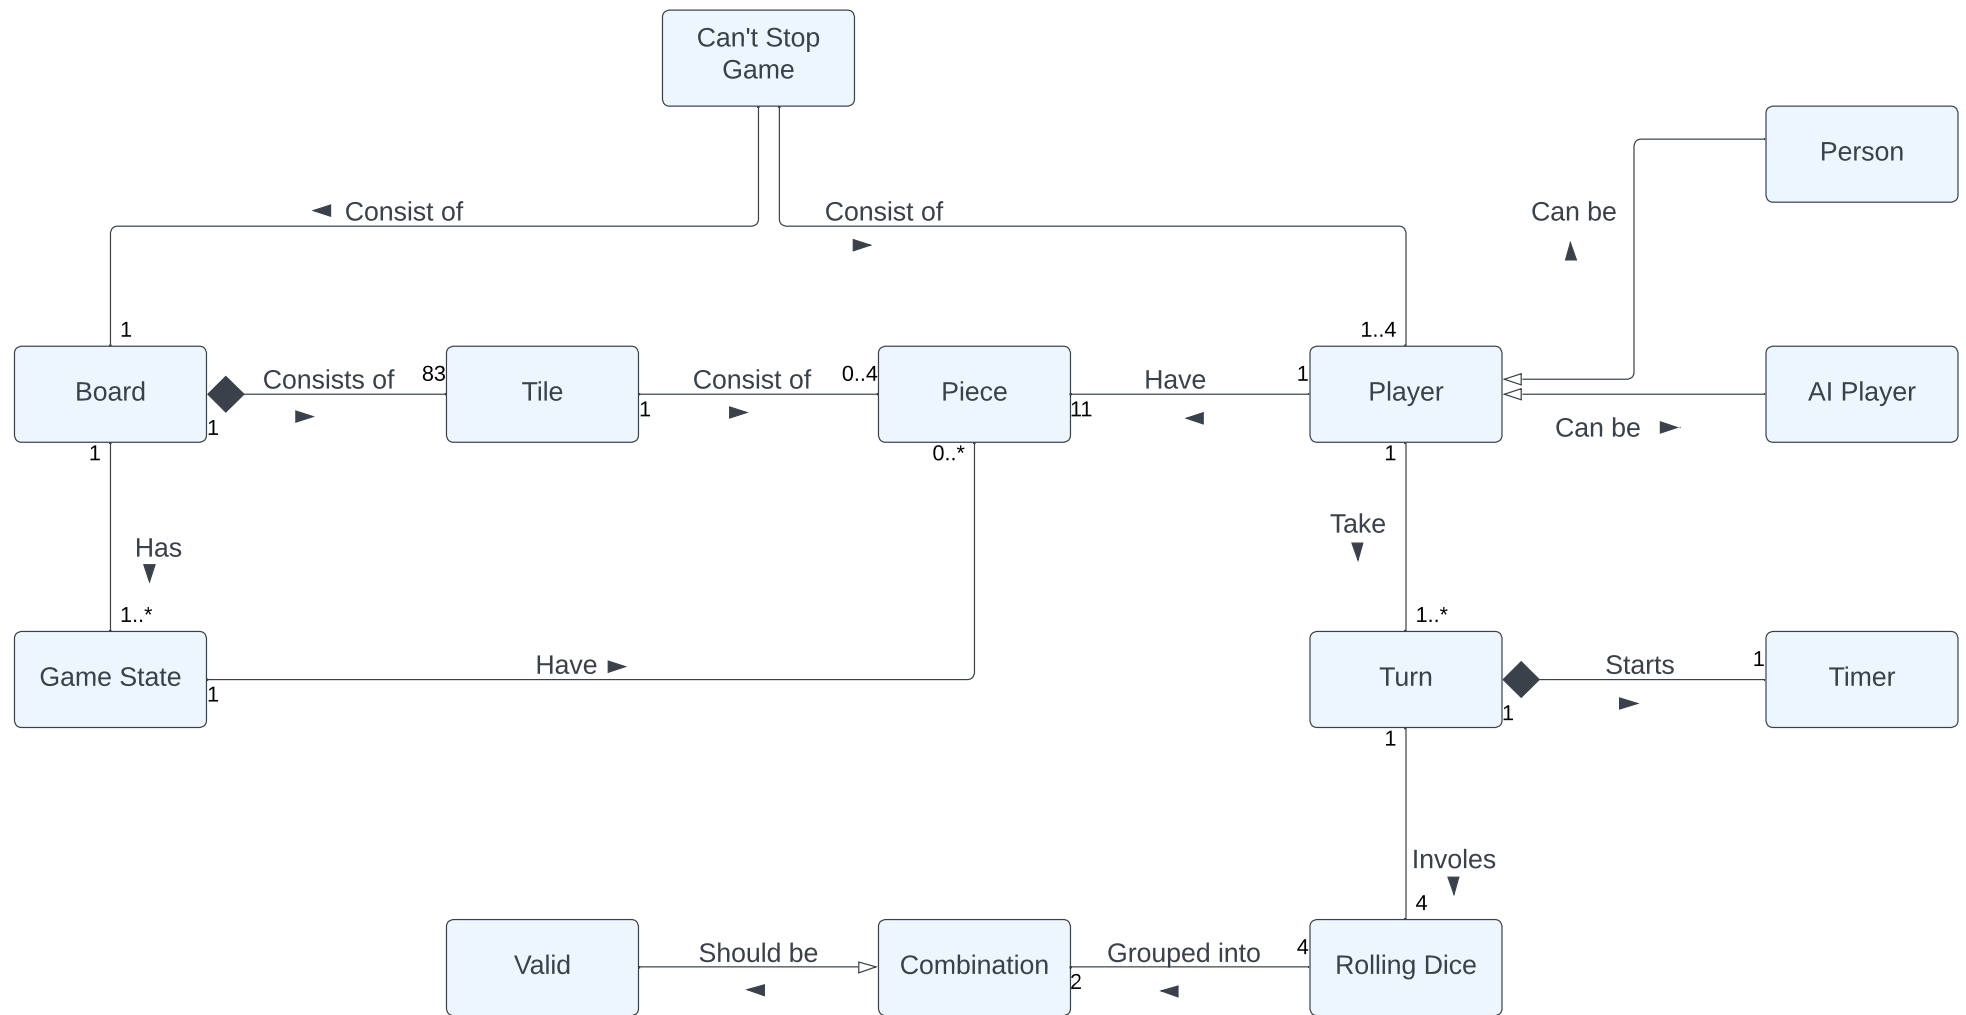 Can't Stop
Game
Person
Consist of
Consist of
Can be
1
1..4
Board
Consists of
83
1
Tile
Consist of
1
0..4
Piece
Have
11
1
Player
AI Player
Can be
1
0..*
1
Has
Take
1..*
1..*
Game State
Have
1
Turn
Starts
1
1
Timer
1
Involes
4
Valid
Should be
Combination
Grouped into
4
2
Rolling Dice